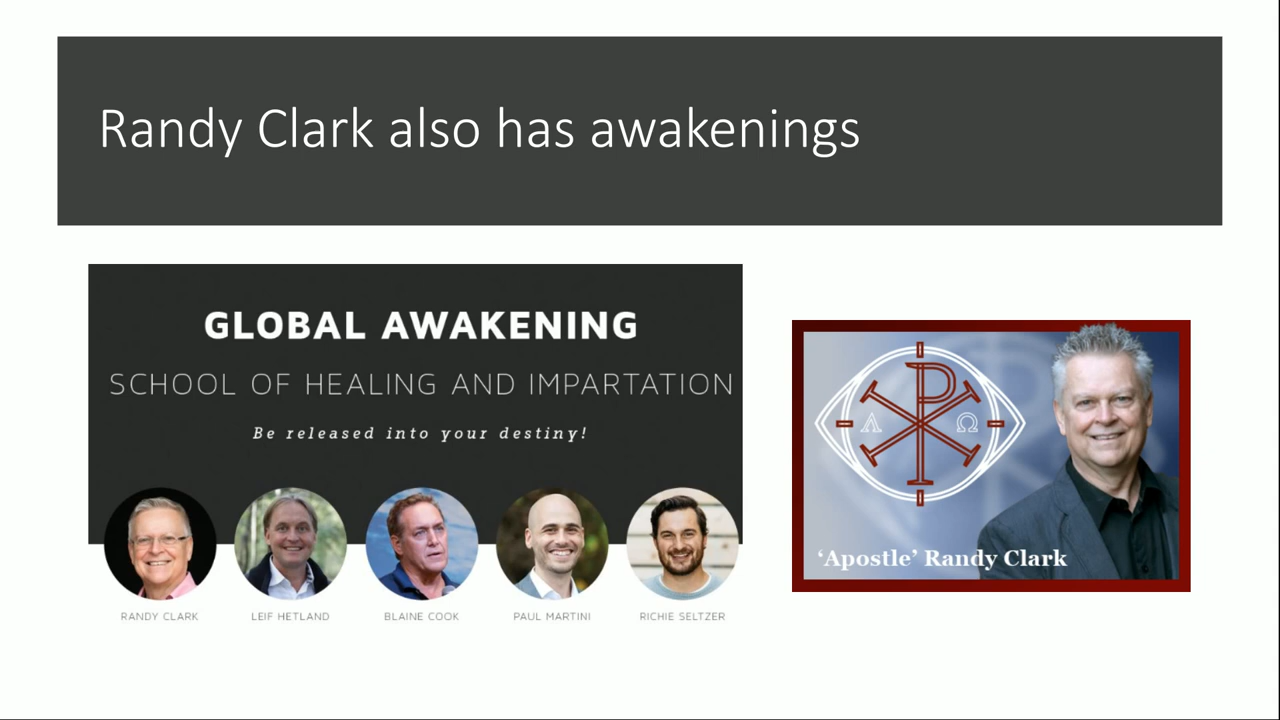 Randy Clark also has awakenings
GLOBAL AWAKENING
SCHOOL OF HEALING AND IMPARTATION
Be released into your destiny!
RANDY CLARK
LEIF HETLAND
BLAINE COOK
PAUL MARTINI
RICHIE SELTZER
Α Ω
‘Apostle’ Randy Clark